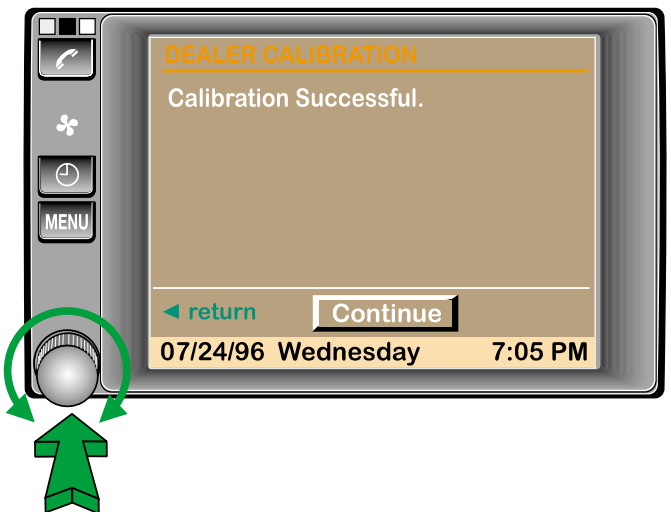 DEALER CALIBRATION
Calibration Successful.
MENU
◄ return Continue
07/24/96 Wednesday 7:05 PM